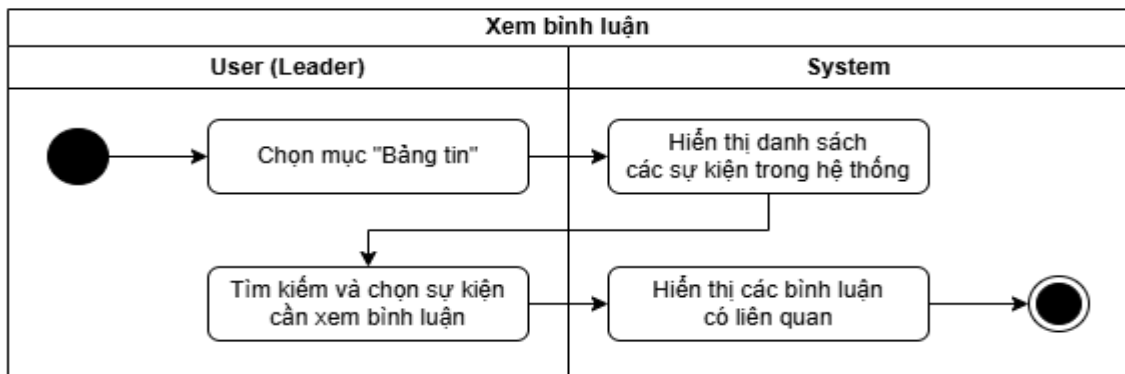 Xem bình luận
User (Leader)
System
Chọn mục "Bảng tin"
Hiển thị danh sách
các sự kiện trong hệ thống
Tìm kiếm và chọn sự kiện
cần xem bình luận
Hiển thị các bình luận
có liên quan